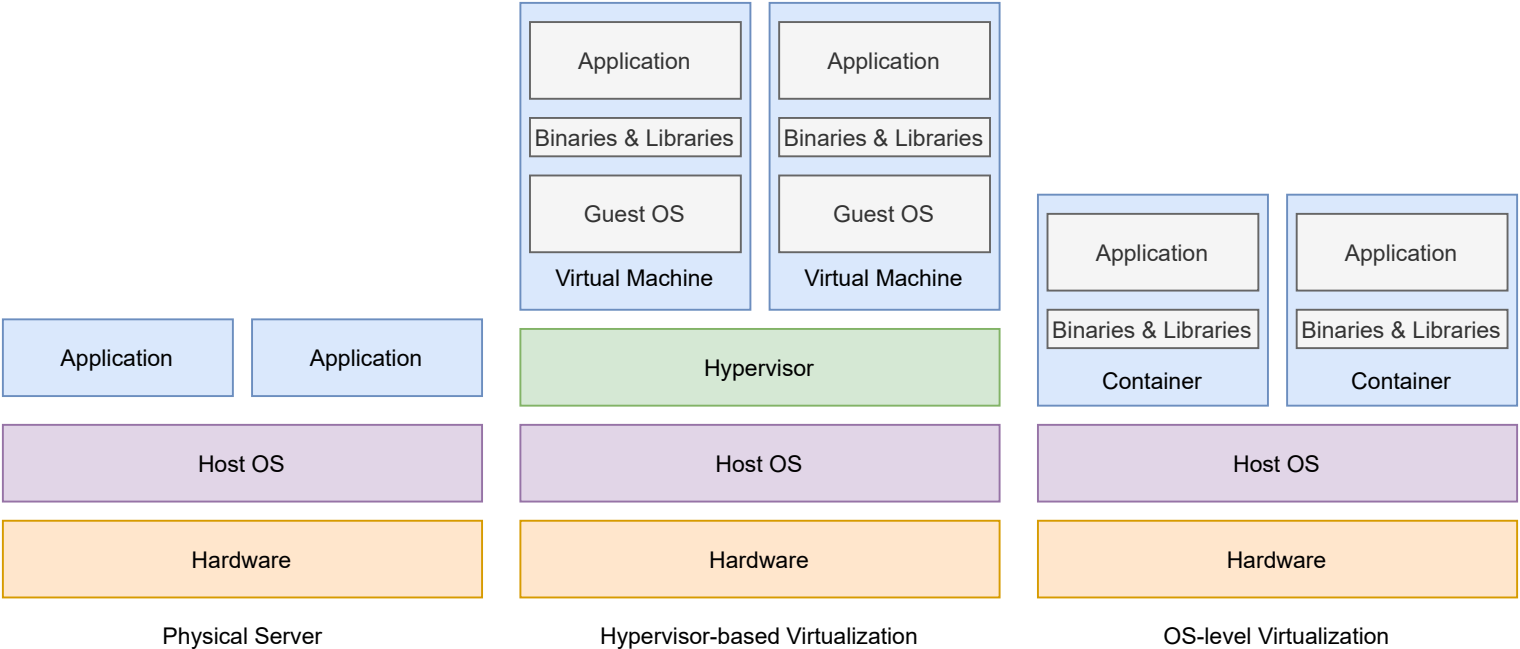 Application
Application
Host OS
Hardware
Physical Server
Application
Binaries & Libraries
Guest OS
Virtual Machine
Application
Binaries & Libraries
Guest OS
Virtual Machine
Hypervisor
Host OS
Hardware
Hypervisor-based Virtualization
Application
Binaries & Libraries
Container
Application
Binaries & Libraries
Container
Host OS
Hardware
OS-level Virtualization